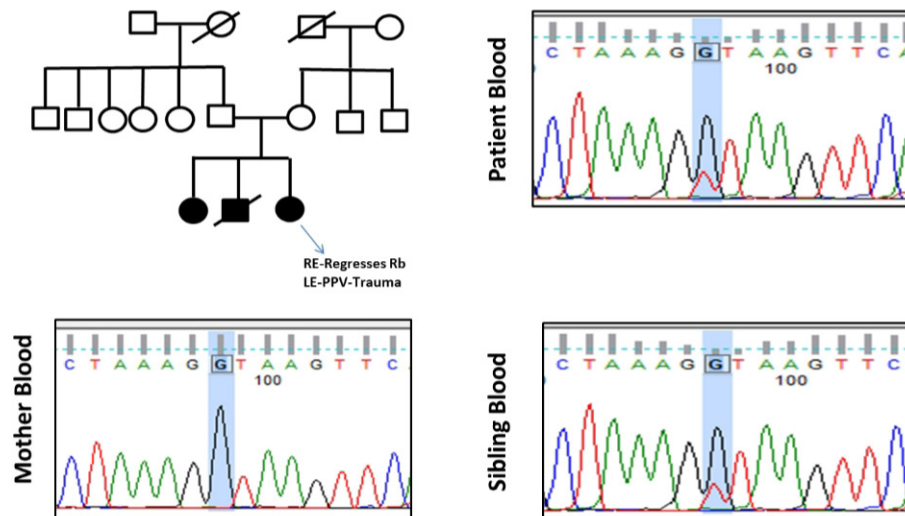 Patient Blood
C T A A A G G T A A G T T C A
100
RE-Regresses Rb
LE-PPV-Trauma
Mother Blood
C T A A A G G T A A G T T C
100
Sibling Blood
C T A A A G G T A A G T T C
100